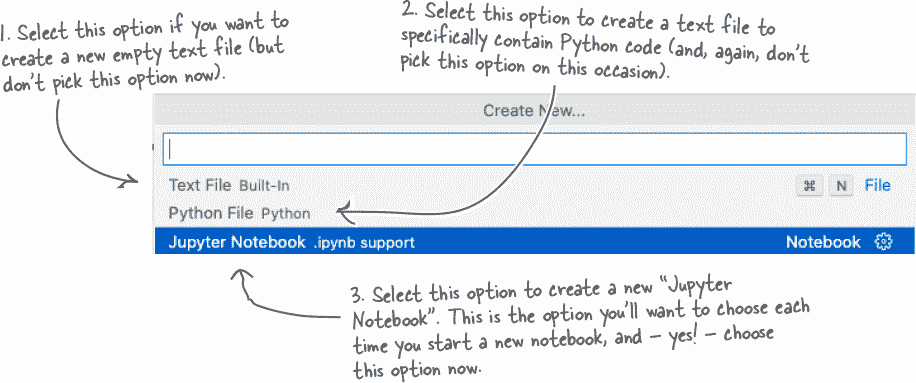 1. Select this option if you want to
create a new empty text file (but
don't pick this option now).
2. Select this option to create a text file to
specifically contain Python code (and, again, don't
pick this option on this occasion).
Create New...
Text File Built-In ⌘ N File
Python File Python
Jupyter Notebook .ipynb support Notebook
3. Select this option to create a new “Jupyter
Notebook”. This is the option you'll want to choose each
time you start a new notebook, and – yes! – choose
this option now.